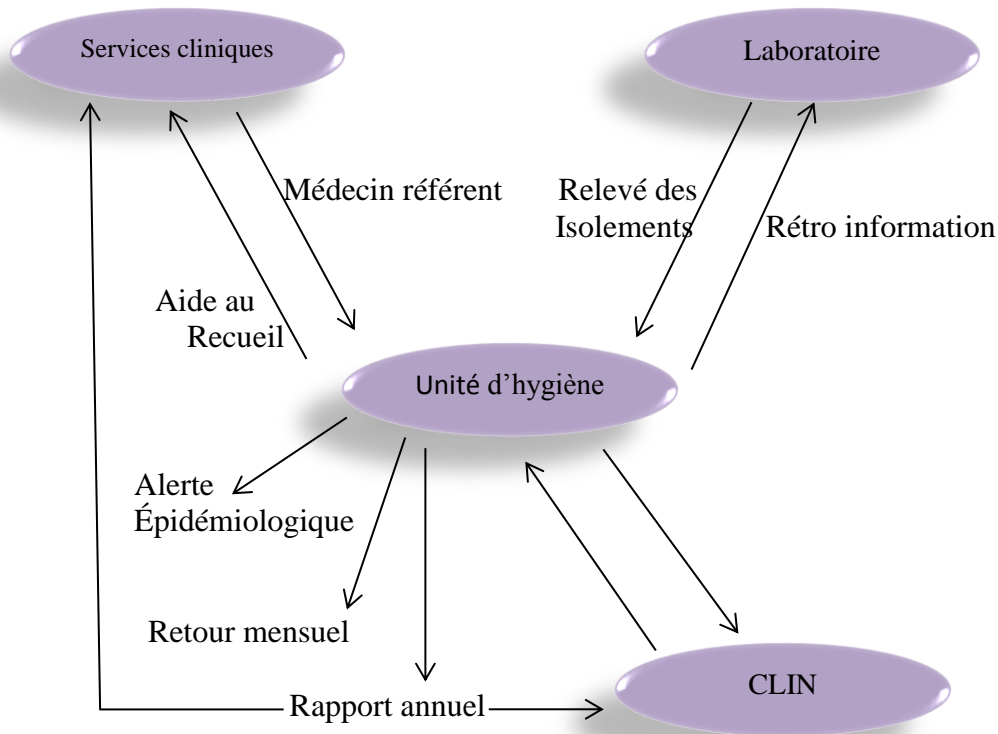 Services cliniques
Laboratoire
Médecin référent
Relevé des
Isolements
Rétro information
Aide au
Recueil
Unité d’hygiène
Alerte
Épidémiologique
Retour mensuel
CLIN
Rapport annuel